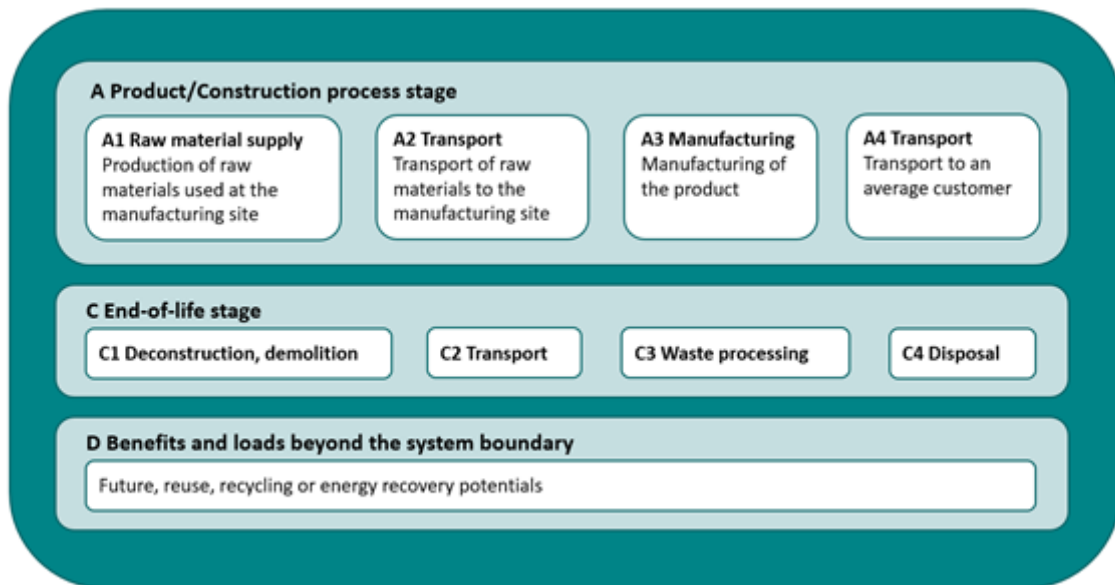 A Product/Construction process stage
A1 Raw material supply
Production of raw
materials used at the
manufacturing site
A2 Transport
Transport of raw
materials to the
manufacturing site
A3 Manufacturing
Manufacturing of
the product
A4 Transport
Transport to an
average customer
C End-of-life stage
C1 Deconstruction, demolition
C2 Transport
C3 Waste processing
C4 Disposal
D Benefits and loads beyond the system boundary
Future, reuse, recycling or energy recovery potentials